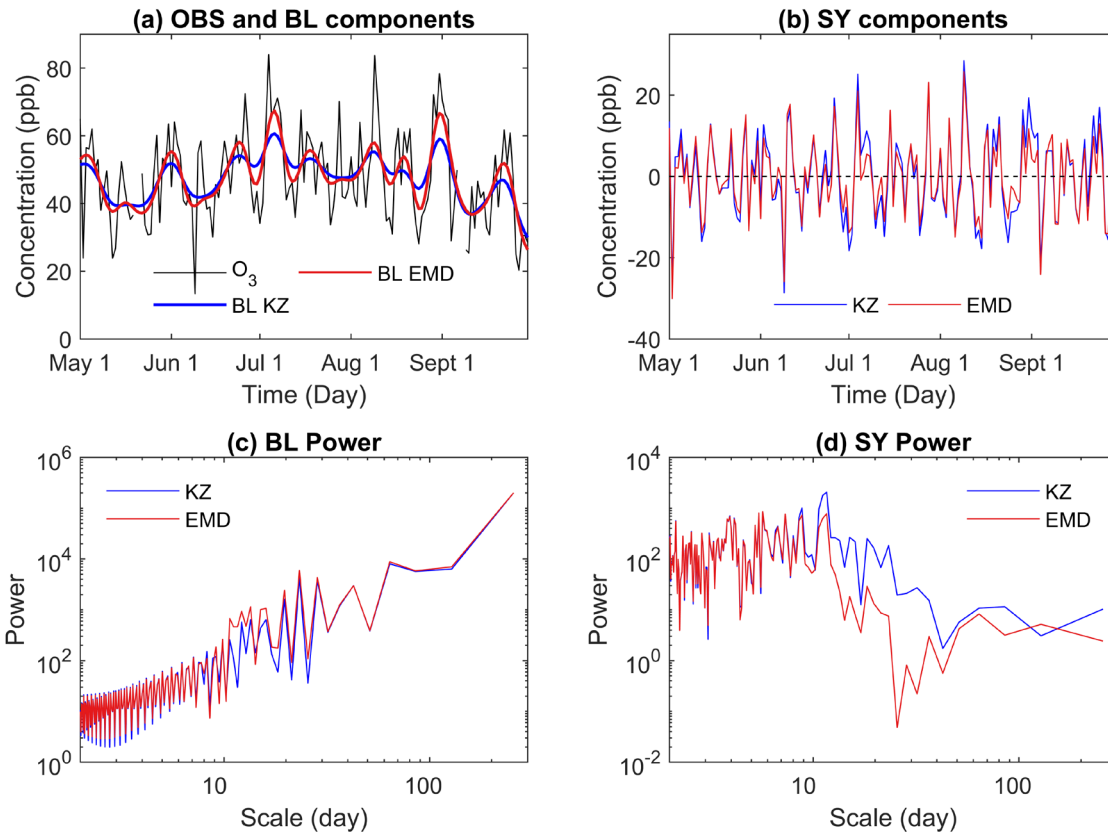 (a) OBS and BL components
Concentration (ppb)
80
60
40
20
0
O3
BL EMD
BL KZ
May 1 Jun 1 Jul 1 Aug 1 Sept 1
Time (Day)
(b) SY components
Concentration (ppb)
20
0
-20
-40
KZ EMD
May 1 Jun 1 Jul 1 Aug 1 Sept 1
Time (Day)
(c) BL Power
Power
10^6
10^4
10^2
10^0
KZ
EMD
10 100
Scale (day)
(d) SY Power
Power
10^4
10^2
10^0
10^-2
KZ
EMD
10 100
Scale (day)